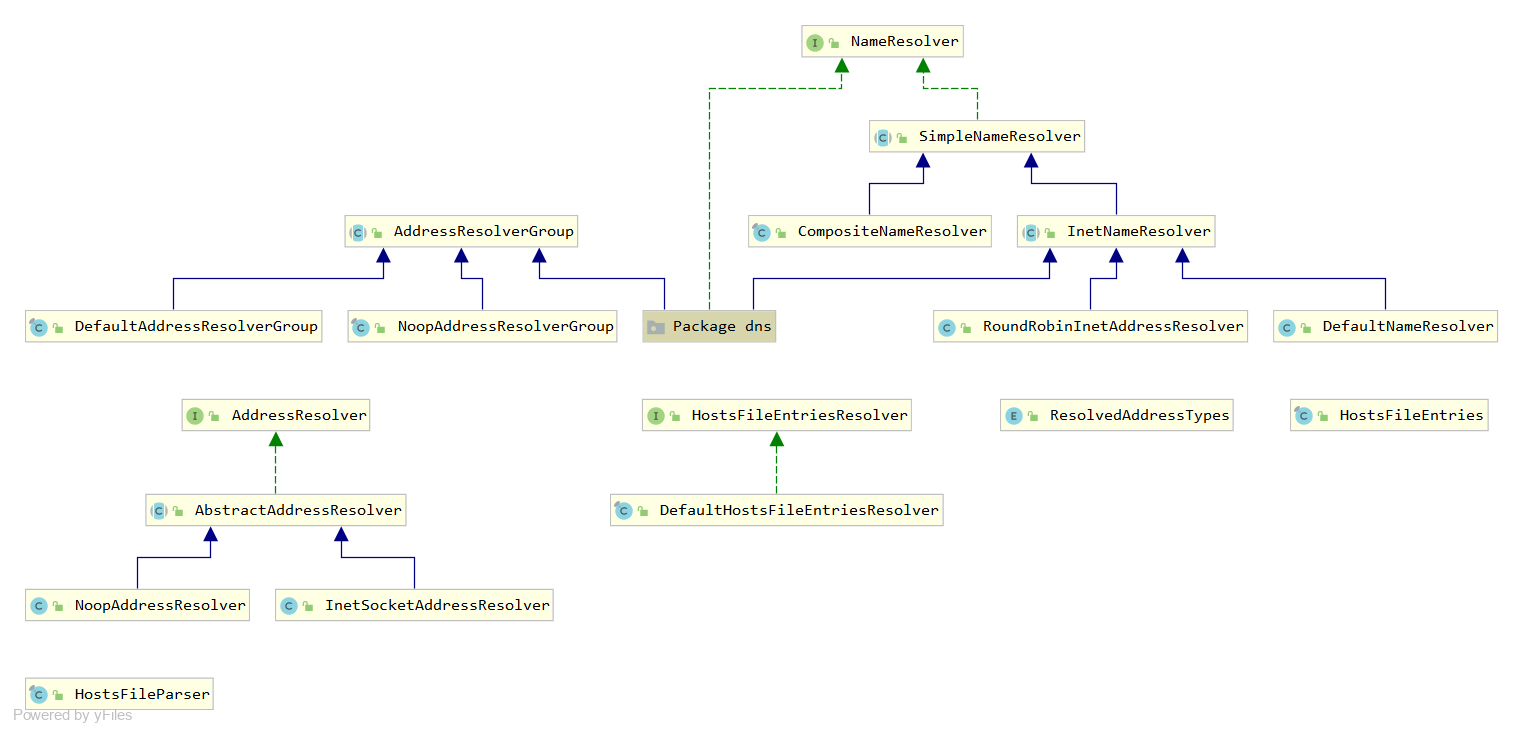 NameResolver
SimpleNameResolver
AddressResolverGroup
CompositeNameResolver
InetNameResolver
DefaultAddressResolverGroup
NoopAddressResolverGroup
Package dns
RoundRobinInetAddressResolver
DefaultNameResolver
AddressResolver
HostsFileEntriesResolver
ResolvedAddressTypes
HostsFileEntries
AbstractAddressResolver
DefaultHostsFileEntriesResolver
NoopAddressResolver
InetSocketAddressResolver
HostsFileParser
Powered by yFiles